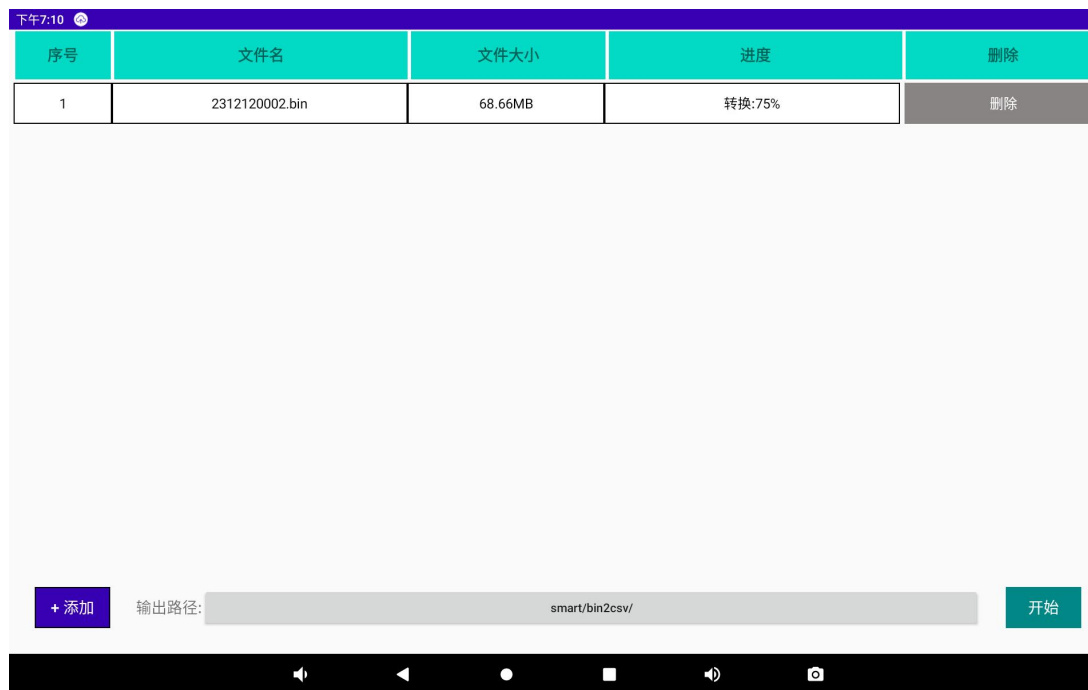 下午7:10
序号 文件名 文件大小 进度 删除
1 2312120002.bin 68.66MB 转换:75% 删除
+ 添加 输出路径: smart/bin2csv/ 开始